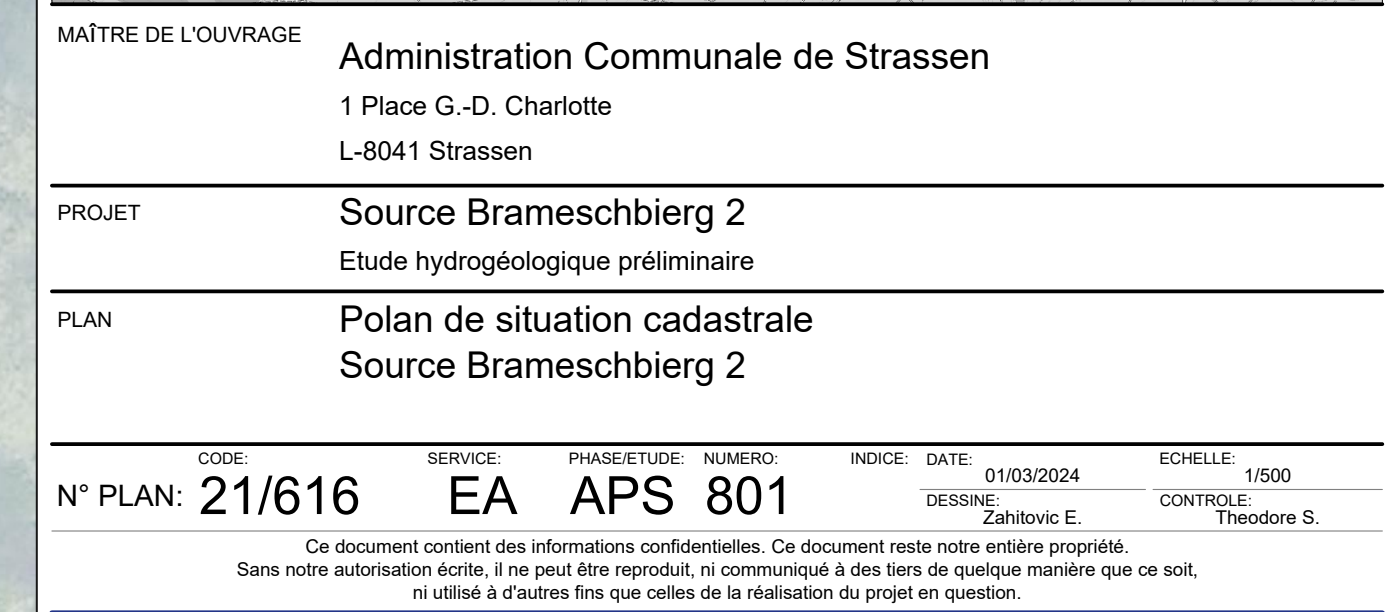 MAÎTRE DE L'OUVRAGE
Administration Communale de Strassen
1 Place G.-D. Charlotte
L-8041 Strassen
PROJET
Source Brameschbierg 2
Etude hydrogéologique préliminaire
PLAN
Polan de situation cadastrale
Source Brameschbierg 2
CODE: SERVICE: PHASE/ETUDE: NUMERO: INDICE: DATE: ECHELLE:
01/03/2024 1/500
N° PLAN: 21/616 EA APS 801
DESSINE: CONTROLE:
Zahitovic E. Theodore S.
Ce document contient des informations confidentielles. Ce document reste notre entière propriété.
Sans notre autorisation écrite, il ne peut être reproduit, ni communiqué à des tiers de quelque manière que ce soit,
ni utilisé à d'autres fins que celles de la réalisation du projet en question.